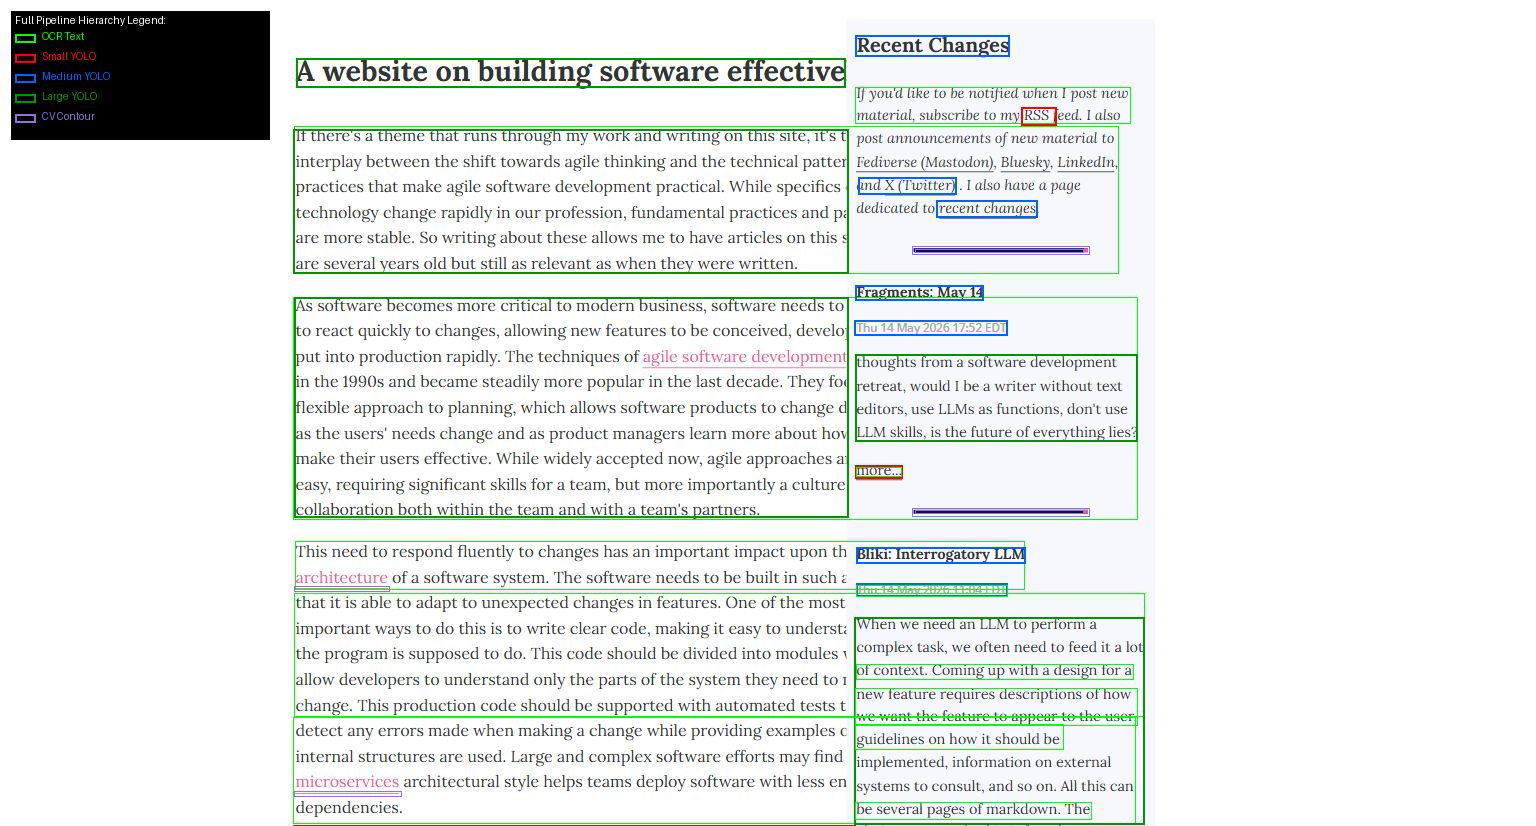 Full Pipeline Hierarchy Legend:
OCR Text
Small YOLO
Medium YOLO
Large YOLO
CV Contour
A website on building software effective
If there's a theme that runs through my work and writing on this site, it's t
interplay between the shift towards agile thinking and the technical patter
practices that make agile software development practical. While specifics
technology change rapidly in our profession, fundamental practices and pa
are more stable. So writing about these allows me to have articles on this s
are several years old but still as relevant as when they were written.
As software becomes more critical to modern business, software needs to
to react quickly to changes, allowing new features to be conceived, develop
put into production rapidly. The techniques of agile software development
in the 1990s and became steadily more popular in the last decade. They foc
flexible approach to planning, which allows software products to change d
as the users' needs change and as product managers learn more about how
make their users effective. While widely accepted now, agile approaches ar
easy, requiring significant skills for a team, but more importantly a culture
collaboration both within the team and with a team's partners.
This need to respond fluently to changes has an important impact upon th
architecture of a software system. The software needs to be built in such a
that it is able to adapt to unexpected changes in features. One of the most
important ways to do this is to write clear code, making it easy to understa
the program is supposed to do. This code should be divided into modules
allow developers to understand only the parts of the system they need to
change. This production code should be supported with automated tests t
detect any errors made when making a change while providing examples o
internal structures are used. Large and complex software efforts may find
microservices architectural style helps teams deploy software with less en
dependencies.
Recent Changes
If you'd like to be notified when I post new
material, subscribe to my RSS feed. I also
post announcements of new material to
Fediverse (Mastodon), Bluesky, LinkedIn,
and X (Twitter) . I also have a page
dedicated to recent changes.
Fragments: May 14
Thu 14 May 2026 17:52 EDT
thoughts from a software development
retreat, would I be a writer without text
editors, use LLMs as functions, don't use
LLM skills, is the future of everything lies?
more...
Bliki: Interrogatory LLM
Thu 14 May 2026 11:04 EDT
When we need an LLM to perform a
complex task, we often need to feed it a lot
of context. Coming up with a design for a
new feature requires descriptions of how
we want the feature to appear to the user,
guidelines on how it should be
implemented, information on external
systems to consult, and so on. All this can
be several pages of markdown. The